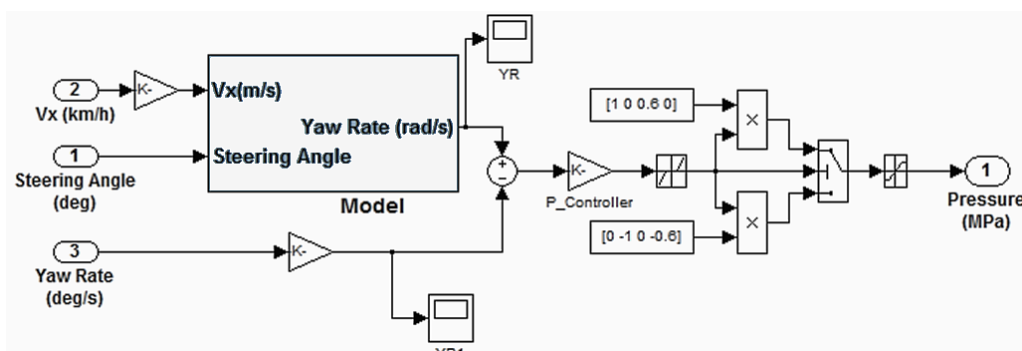 YR
2
K-
Vx (km/h)
Vx(m/s)
Yaw Rate (rad/s)
1
Steering Angle
(deg)
Steering Angle
Model
3
K-
Yaw Rate
(deg/s)
+
−
K-
P_Controller
[1 0 0.6 0]
×
[0 -1 0 -0.6]
×
1
Pressure
(MPa)